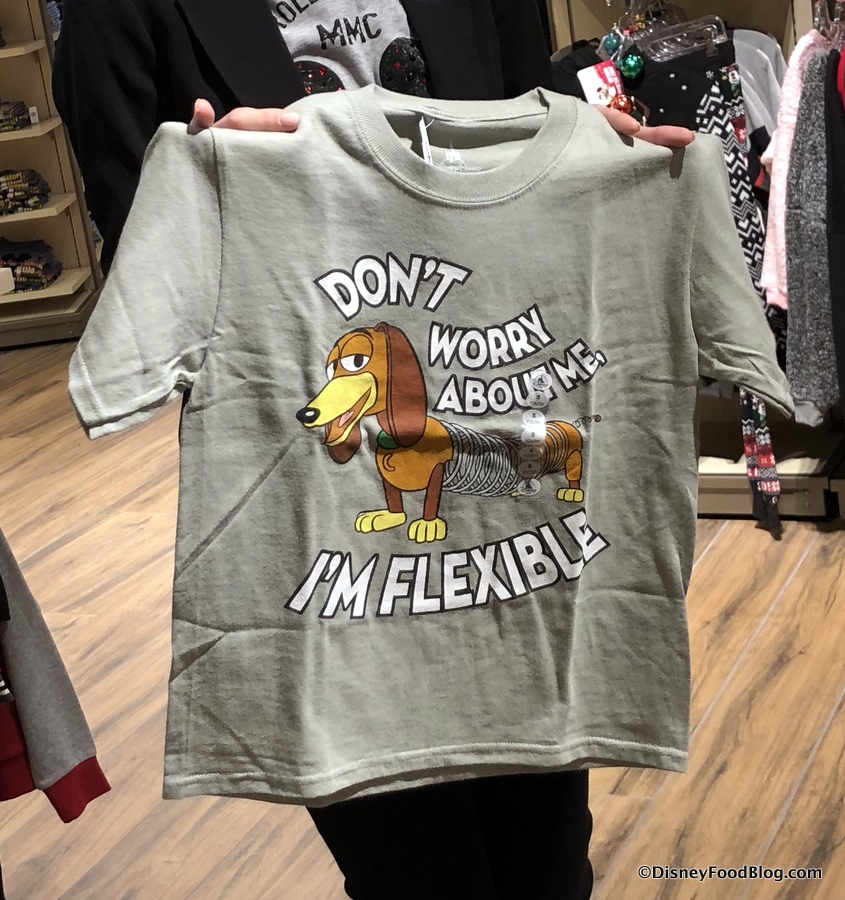 MMC
DON'T
WORRY
ABOUT ME,
I'M FLEXIBLE
©DisneyFoodBlog.com